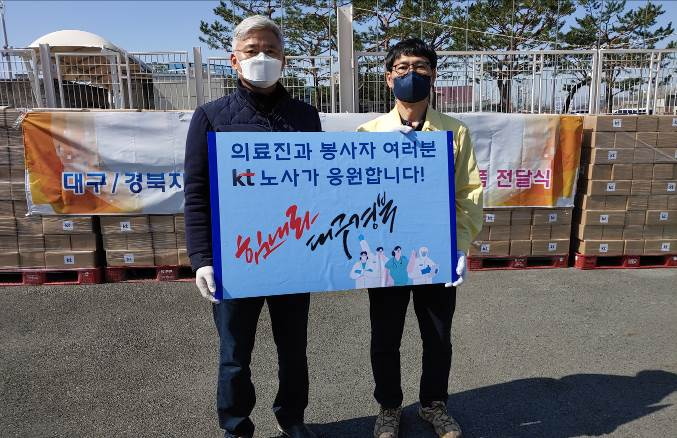 의료진과 봉사자 여러분
kt 노사가 응원합니다!
힘내라 대구경북
대구/경북지
품 전달식